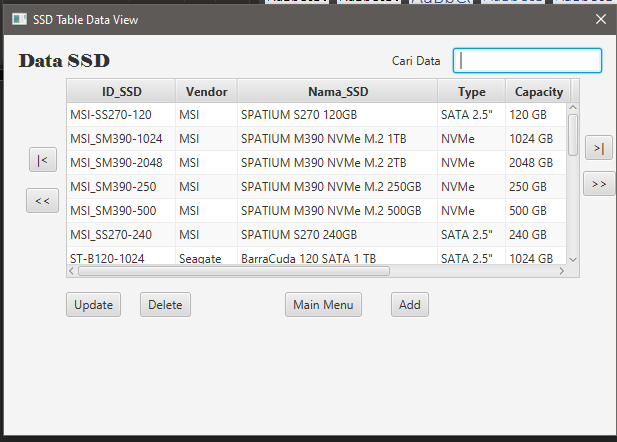 SSD Table Data View
Data SSD
Cari Data
ID_SSD Vendor Nama_SSD Type Capacity
MSI-SS270-120 MSI SPATIUM S270 120GB SATA 2.5" 120 GB
MSI_SM390-1024 MSI SPATIUM M390 NVMe M.2 1TB NVMe 1024 GB
MSI_SM390-2048 MSI SPATIUM M390 NVMe M.2 2TB NVMe 2048 GB
MSI_SM390-250 MSI SPATIUM M390 NVMe M.2 250GB NVMe 250 GB
MSI_SM390-500 MSI SPATIUM M390 NVMe M.2 500GB NVMe 500 GB
MSI_SS270-240 MSI SPATIUM S270 240GB SATA 2.5" 240 GB
ST-B120-1024 Seagate BarraCuda 120 SATA 1 TB SATA 2.5" 1024 GB
|<
<<
>|
>>
Update Delete Main Menu Add